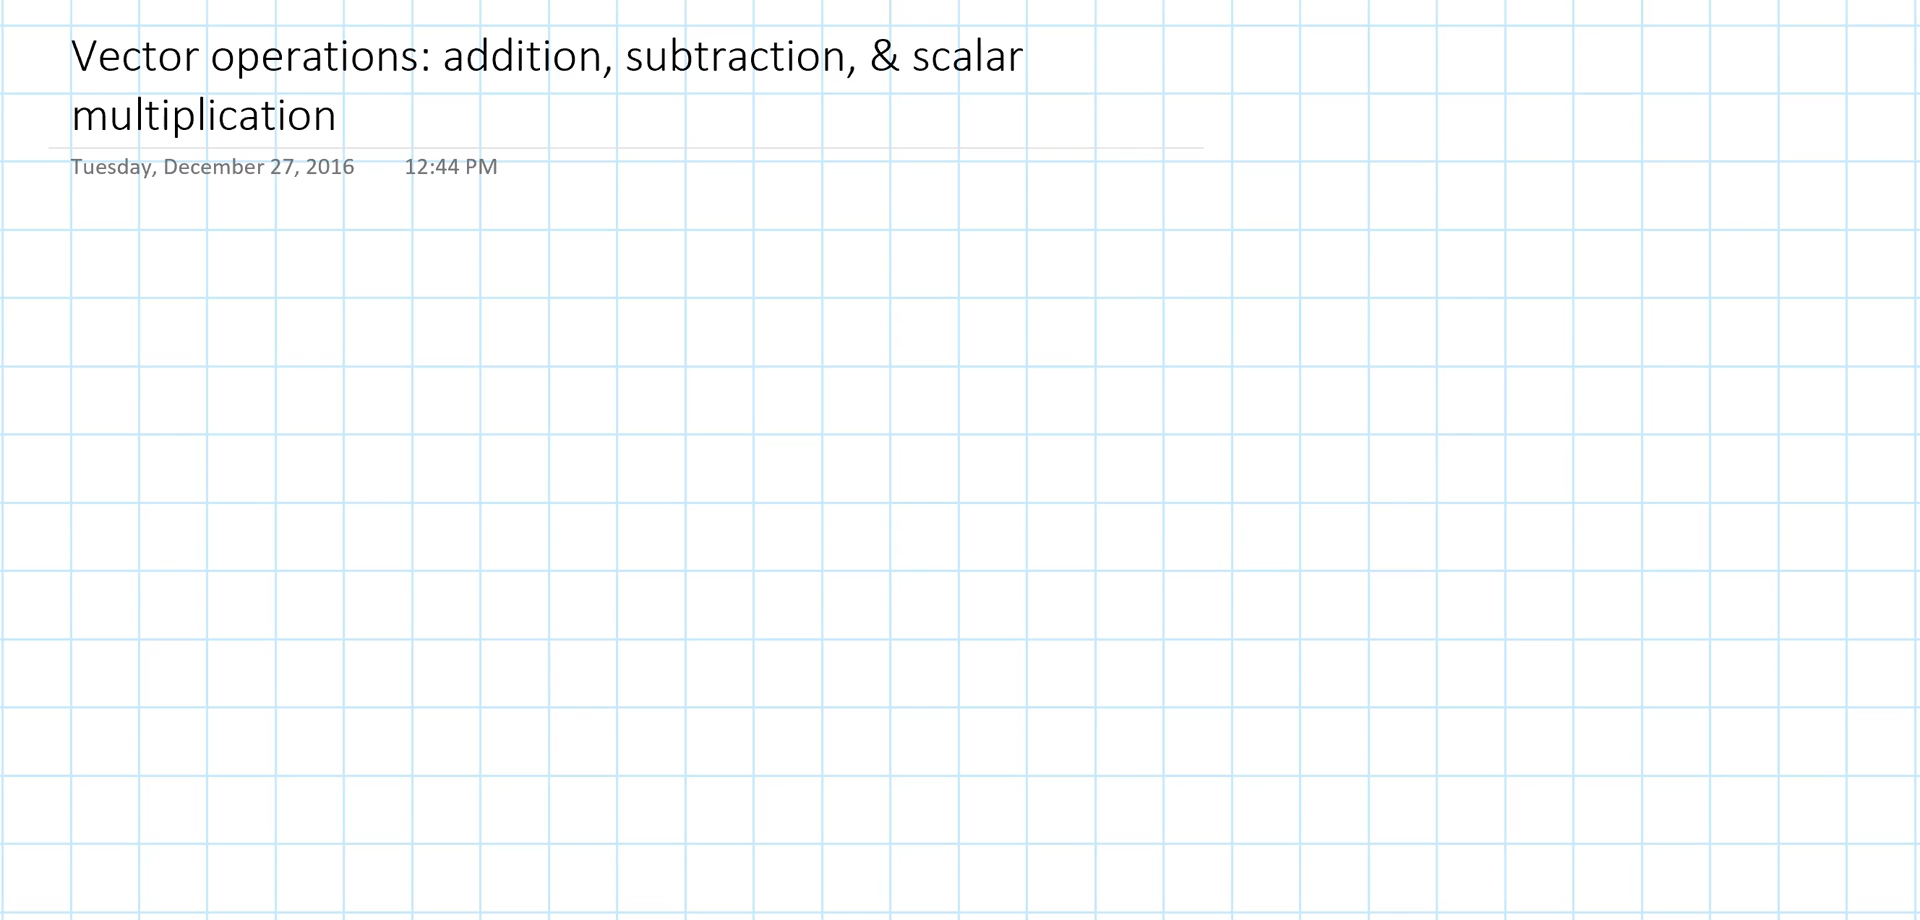 Vector operations: addition, subtraction, & scalar
multiplication
Tuesday, December 27, 2016 12:44 PM